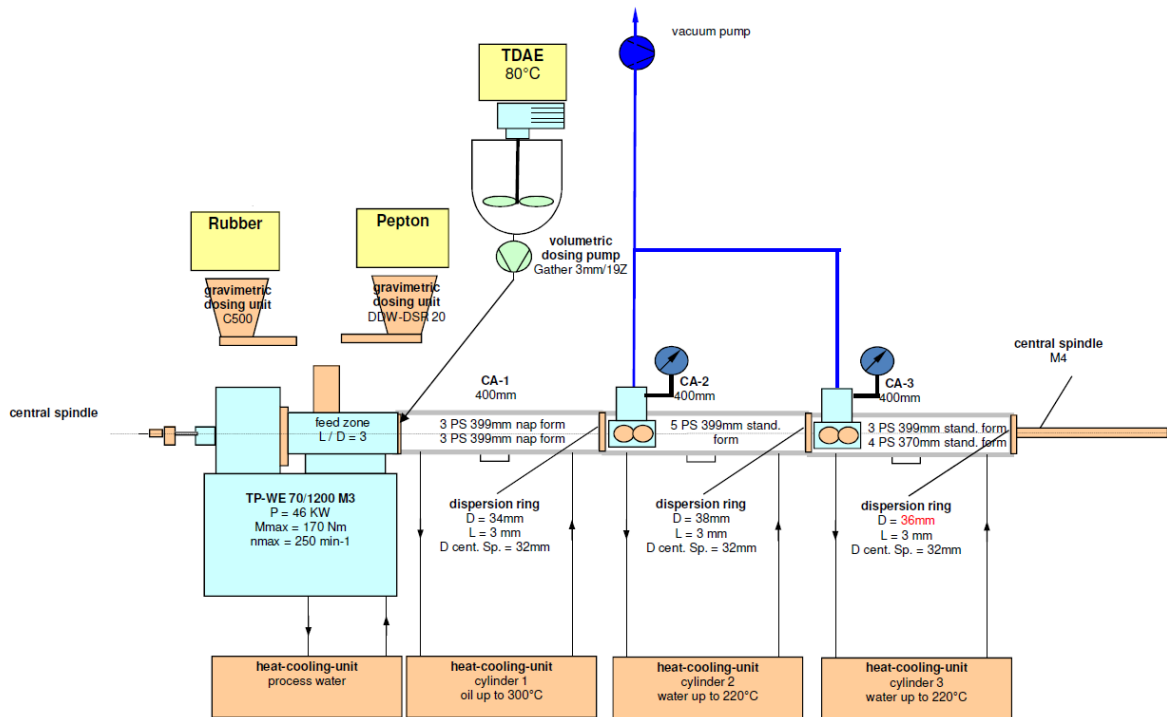 vacuum pump
TDAE
80°C
Rubber
Pepton
volumetric
dosing pump
Gather 3mm/19Z
gravimetric
dosing unit
C500
gravimetric
dosing unit
DDW-DSR 20
central spindle
M4
CA-1
400mm
CA-2
400mm
CA-3
400mm
central spindle
feed zone
L / D = 3
3 PS 399mm nap form
3 PS 399mm nap form
5 PS 399mm stand.
form
3 PS 399mm stand. form
4 PS 370mm stand. form
TP-WE 70/1200 M3
P = 46 KW
Mmax = 170 Nm
nmax = 250 min-1
dispersion ring
D = 34mm
L = 3 mm
D cent. Sp. = 32mm
dispersion ring
D = 38mm
L = 3 mm
D cent. Sp. = 32mm
dispersion ring
D = 36mm
L = 3 mm
D cent. Sp. = 32mm
heat-cooling-unit
process water
heat-cooling-unit
cylinder 1
oil up to 300°C
heat-cooling-unit
cylinder 2
water up to 220°C
heat-cooling-unit
cylinder 3
water up to 220°C